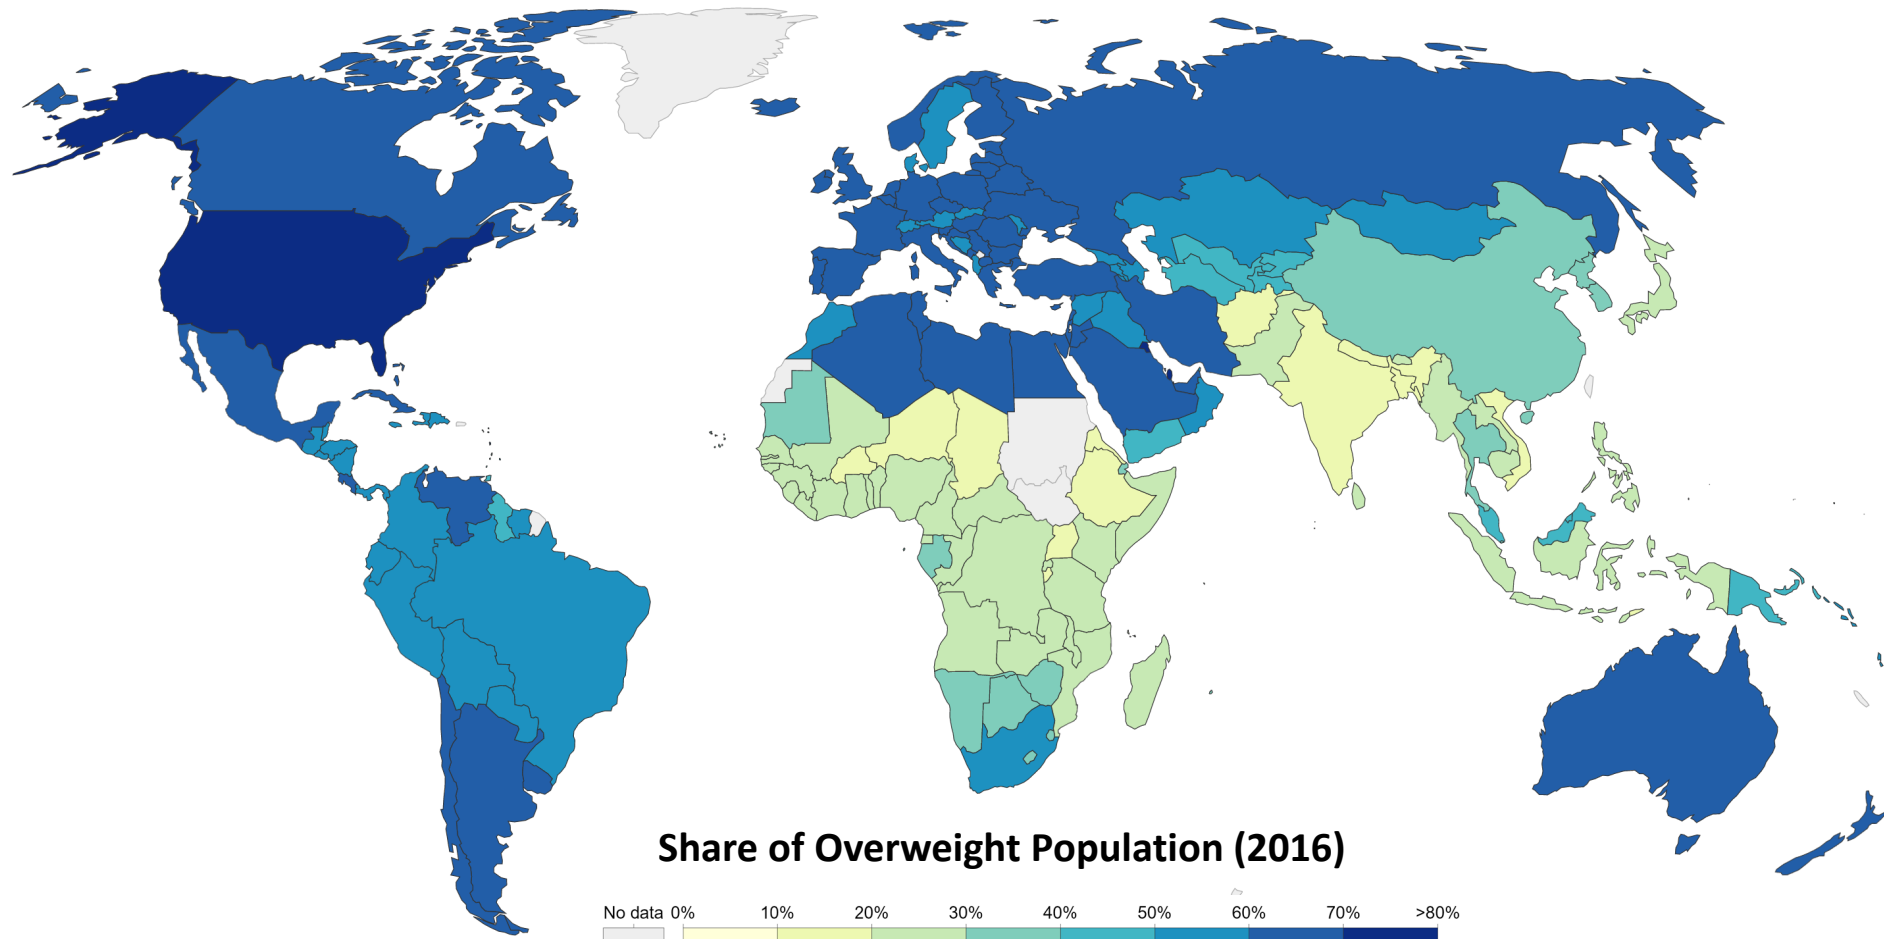 Share of Overweight Population (2016)
No data 0% 10% 20% 30% 40% 50% 60% 70% >80%